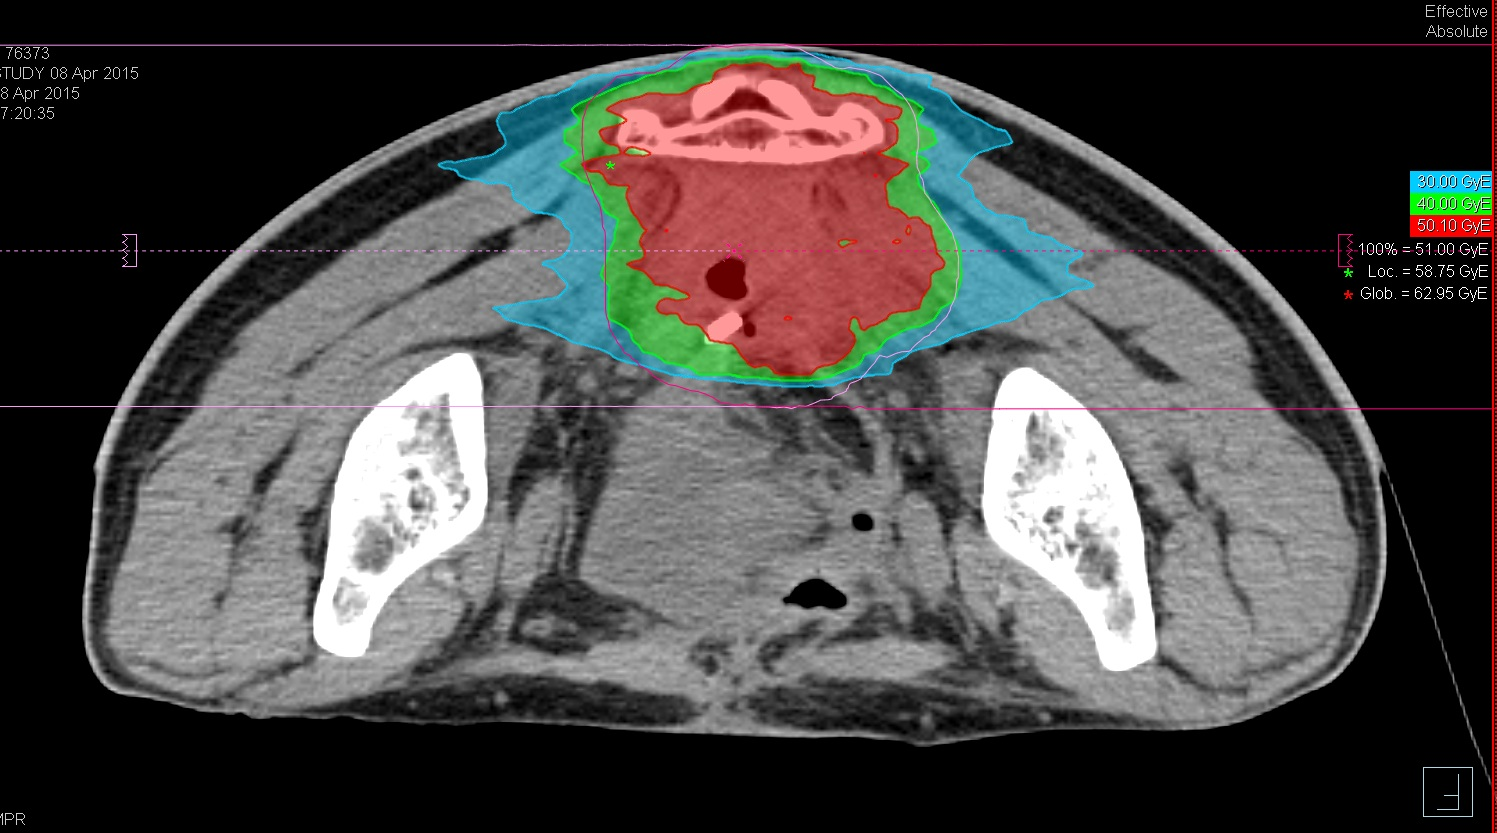 Effective
Absolute
76373
STUDY 08 Apr 2015
8 Apr 2015
7:20:35
30.00 GyE
40.00 GyE
50.10 GyE
100% = 51.00 GyE
* Loc. = 58.75 GyE
* Glob. = 62.95 GyE
MPR